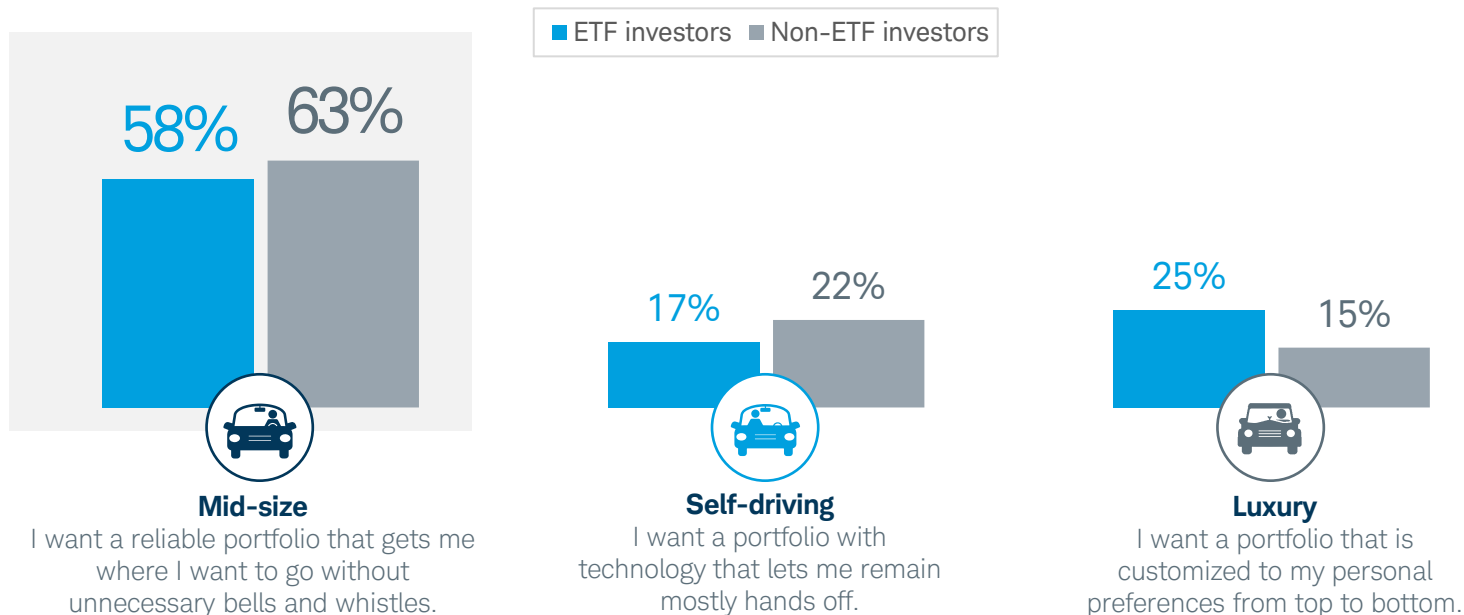 ETF investors Non-ETF investors
58%
63%
17%
22%
25%
15%
Mid-size
I want a reliable portfolio that gets me
where I want to go without
unnecessary bells and whistles.
Self-driving
I want a portfolio with
technology that lets me remain
mostly hands off.
Luxury
I want a portfolio that is
customized to my personal
preferences from top to bottom.